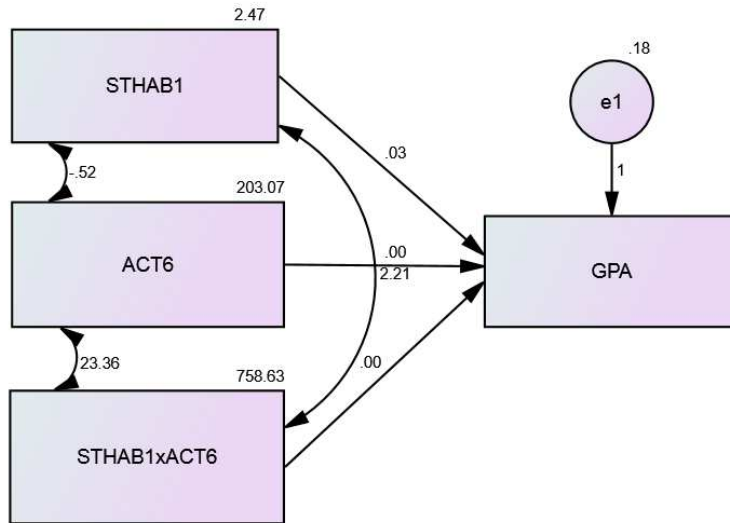 2.47
STHAB1
.18
e1
.03
1
-.52
203.07
ACT6
.00
2.21
GPA
23.36
.00
758.63
STHAB1xACT6